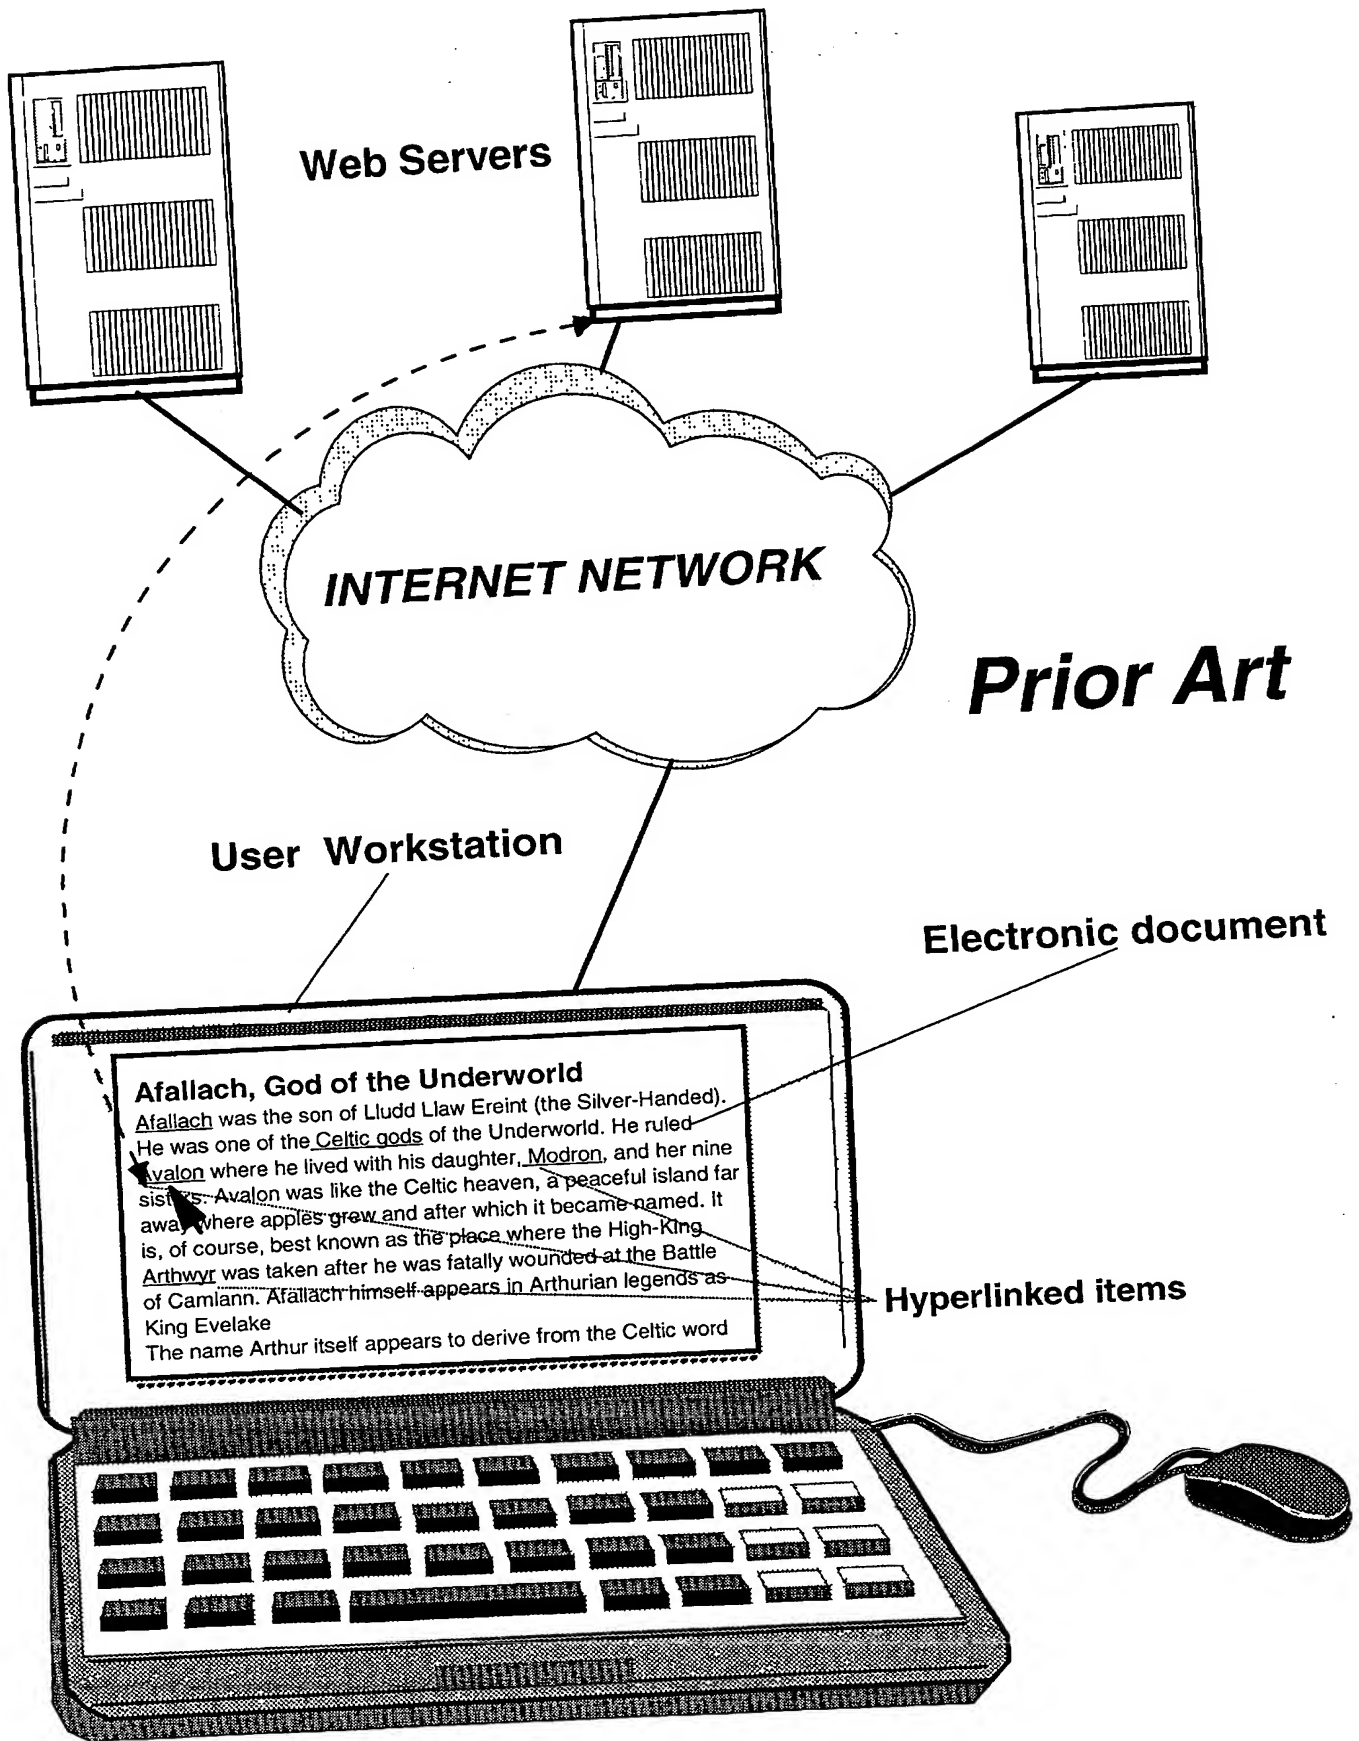 Web Servers
INTERNET NETWORK
Prior Art
User Workstation
Electronic document
Afallach, God of the Underworld
Afallach was the son of Lludd Llaw Ereint (the Silver-Handed).
He was one of the Celtic gods of the Underworld. He ruled
Avalon where he lived with his daughter, Modron, and her nine
sisters. Avalon was like the Celtic heaven, a peaceful island far
away where apples grew and after which it became named. It
is, of course, best known as the place where the High-King
Arthwyr was taken after he was fatally wounded at the Battle
of Camlann. Afallach himself appears in Arthurian legends as
King Evelake
The name Arthur itself appears to derive from the Celtic word
Hyperlinked items